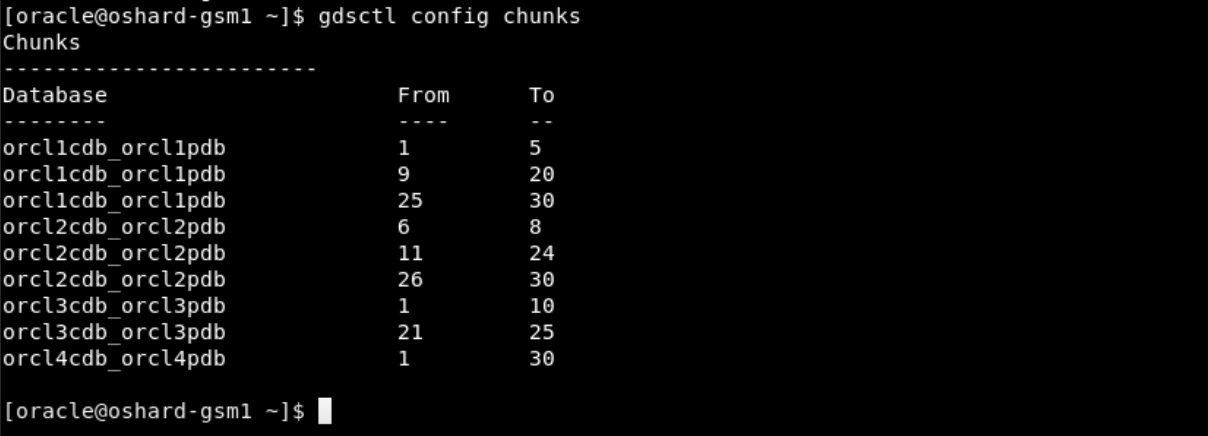 [oracle@oshard-gsm1 ~]$ gdsctl config chunks
Chunks
------------------------
Database                      From      To
--------                      ----      --
orcl1cdb_orcl1pdb             1         5
orcl1cdb_orcl1pdb             9         20
orcl1cdb_orcl1pdb             25        30
orcl2cdb_orcl2pdb             6         8
orcl2cdb_orcl2pdb             11        24
orcl2cdb_orcl2pdb             26        30
orcl3cdb_orcl3pdb             1         10
orcl3cdb_orcl3pdb             21        25
orcl4cdb_orcl4pdb             1         30
[oracle@oshard-gsm1 ~]$